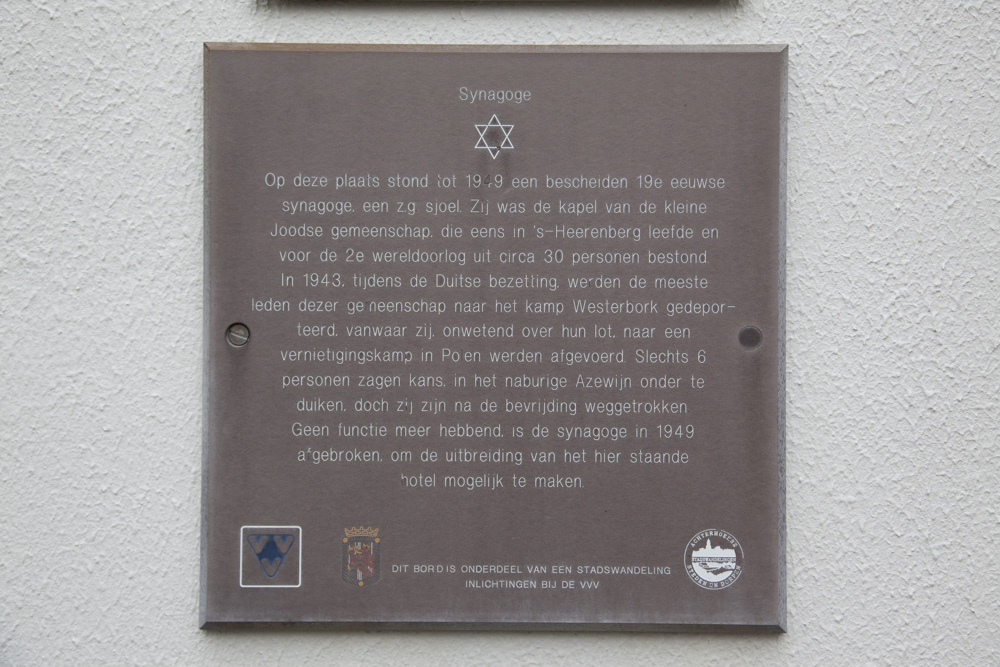 Synagoge
Op deze plaats stond tot 1949 een bescheiden 19e eeuwse
synagoge, een z.g. sjoel. Zij was de kapel van de kleine
Joodse gemeenschap, die eens in 's-Heerenberg leefde en
voor de 2e wereldoorlog uit circa 30 personen bestond.
In 1943, tijdens de Duitse bezetting, werden de meeste
leden dezer gemeenschap naar het kamp Westerbork gedepor-
teerd, vanwaar zij, onwetend over hun lot, naar een
vernietigingskamp in Polen werden afgevoerd. Slechts 6
personen zagen kans, in het naburige Azewijn onder te
duiken, doch zij zijn na de bevrijding weggetrokken.
Geen functie meer hebbend, is de synagoge in 1949
afgebroken, om de uitbreiding van het hier staande
hotel mogelijk te maken.
DIT BORD IS ONDERDEEL VAN EEN STADSWANDELING
INLICHTINGEN BIJ DE VVV
ACHTERHOEKSE
STEDEN EN DORPEN